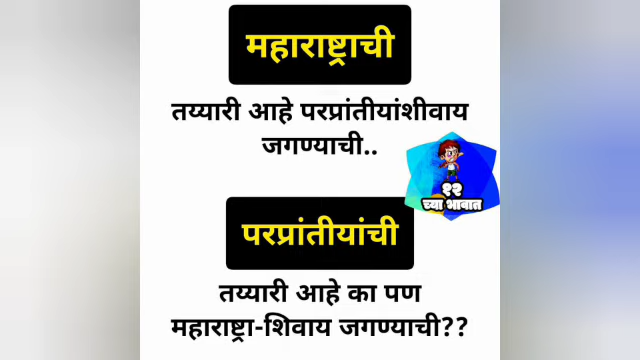 महाराष्ट्राची
तय्यारी आहे परप्रांतीयांशीवाय
जगण्याची..
१२
च्या भावात
परप्रांतीयांची
तय्यारी आहे का पण
महाराष्ट्रा-शिवाय जगण्याची??